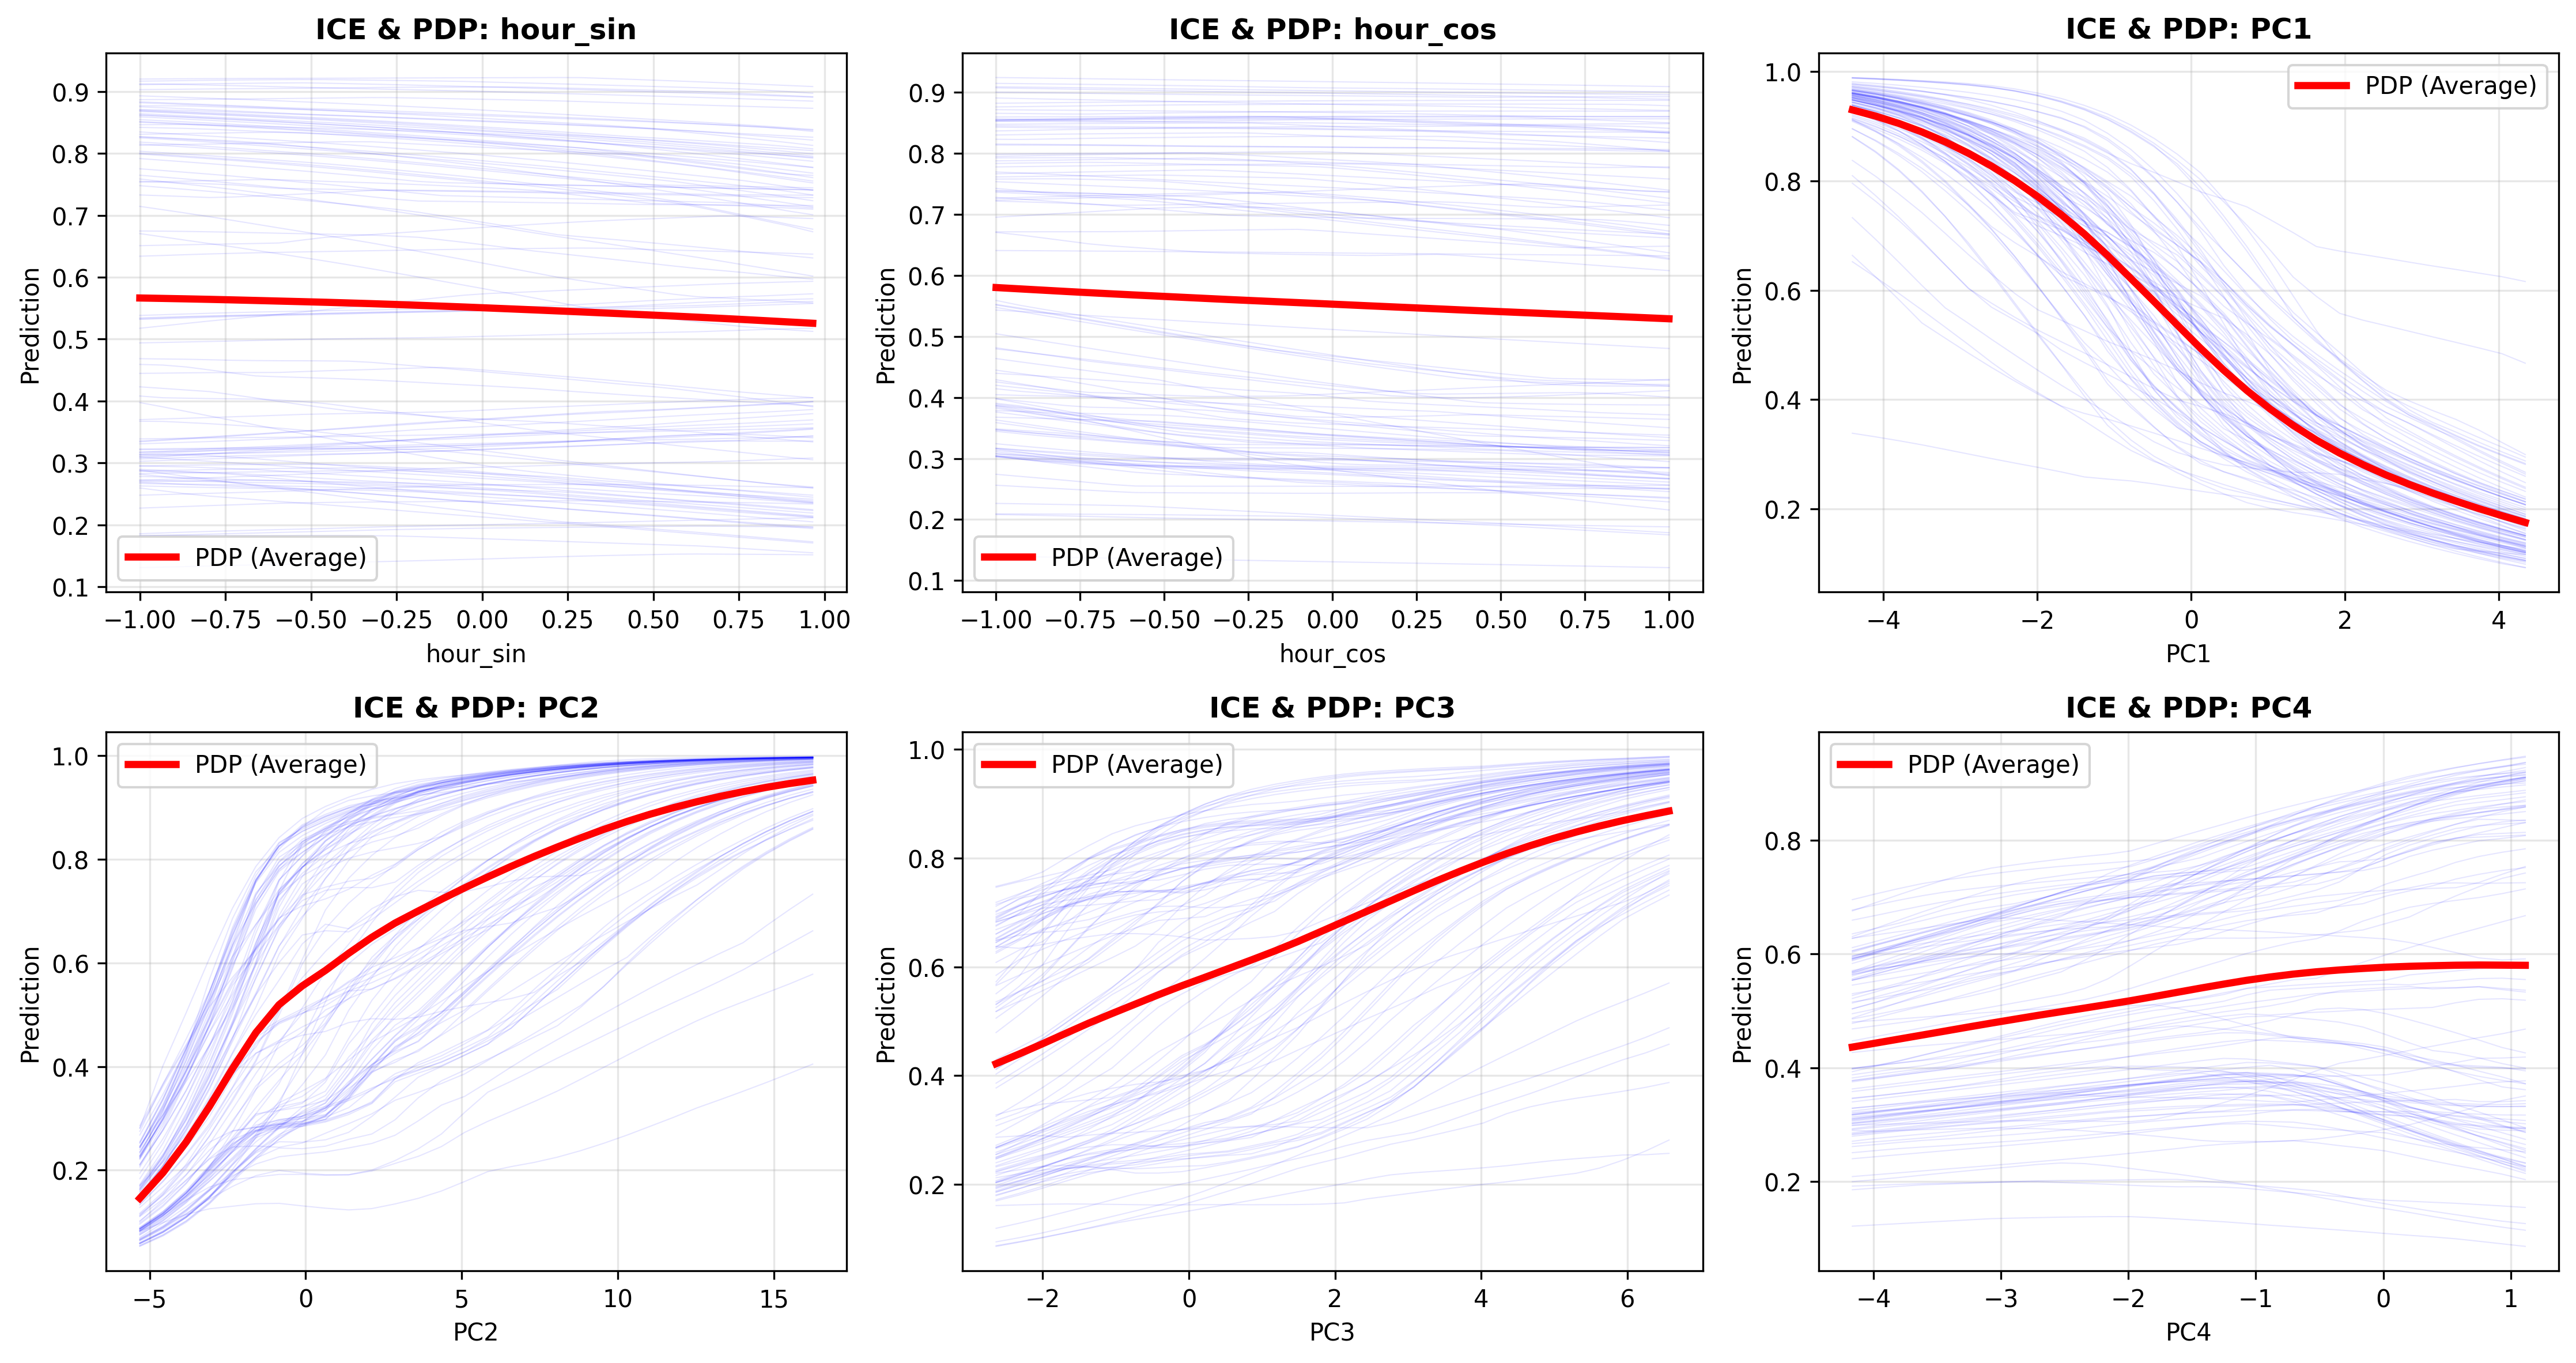 ICE & PDP: hour_sin
Prediction
0.9
0.8
0.7
0.6
0.5
0.4
0.3
0.2
0.1
PDP (Average)
−1.00 −0.75 −0.50 −0.25 0.00 0.25 0.50 0.75 1.00
hour_sin
ICE & PDP: hour_cos
Prediction
0.9
0.8
0.7
0.6
0.5
0.4
0.3
0.2
0.1
PDP (Average)
−1.00 −0.75 −0.50 −0.25 0.00 0.25 0.50 0.75 1.00
hour_cos
ICE & PDP: PC1
PDP (Average)
Prediction
1.0
0.8
0.6
0.4
0.2
−4 −2 0 2 4
PC1
ICE & PDP: PC2
PDP (Average)
Prediction
1.0
0.8
0.6
0.4
0.2
−5 0 5 10 15
PC2
ICE & PDP: PC3
PDP (Average)
Prediction
1.0
0.8
0.6
0.4
0.2
−2 0 2 4 6
PC3
ICE & PDP: PC4
PDP (Average)
Prediction
0.8
0.6
0.4
0.2
−4 −3 −2 −1 0 1
PC4